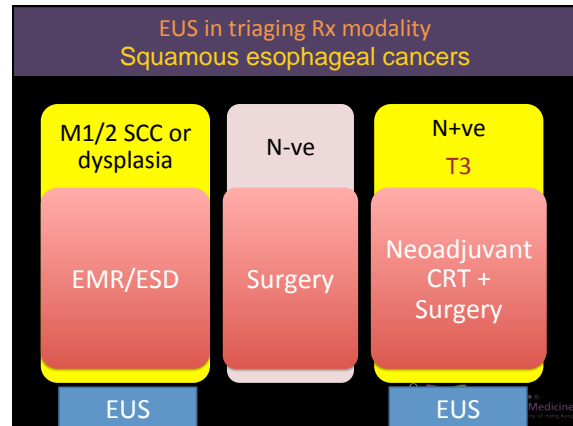 EUS in triaging Rx modality
Squamous esophageal cancers
M1/2 SCC or
dysplasia
EMR/ESD
EUS
N-ve
Surgery
N+ve
T3
Neoadjuvant
CRT +
Surgery
EUS
Medicine